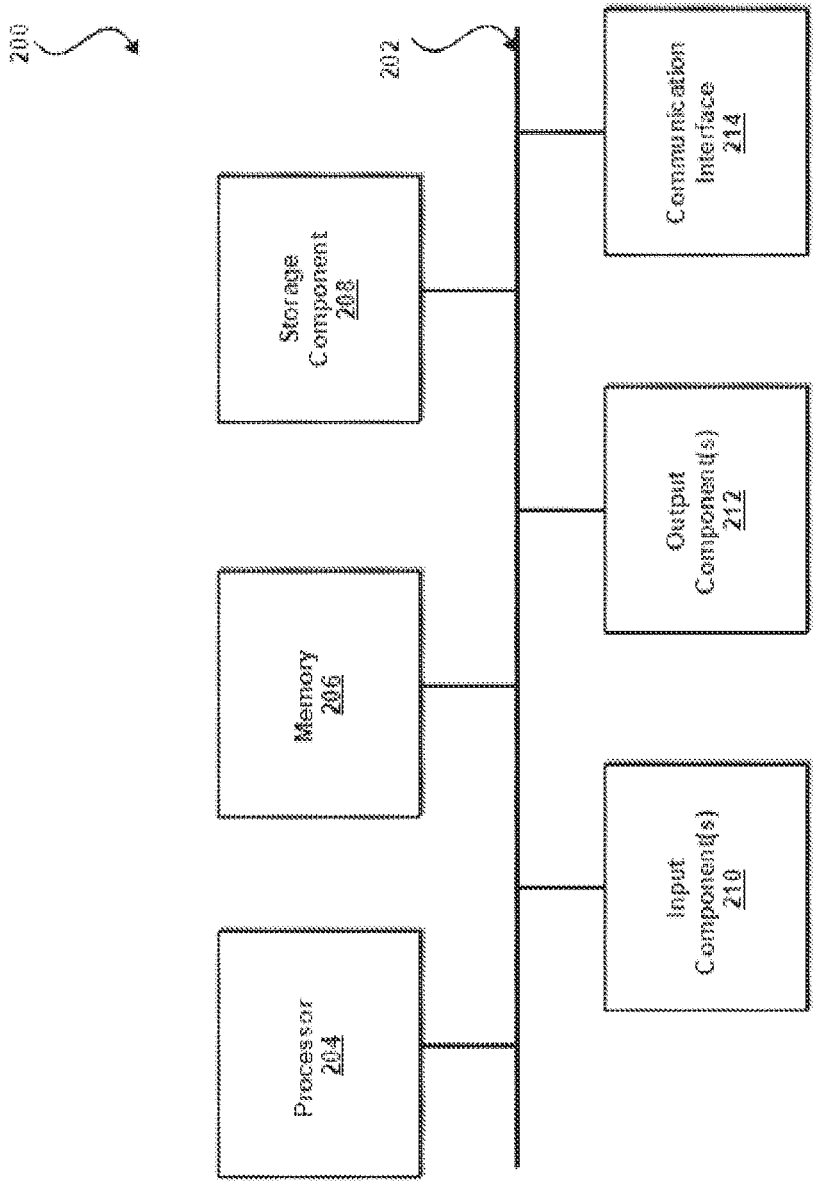 200
202
Processor
204
Memory
206
Storage
Component
208
Input
Component(s)
210
Output
Component(s)
212
Communication
Interface
214